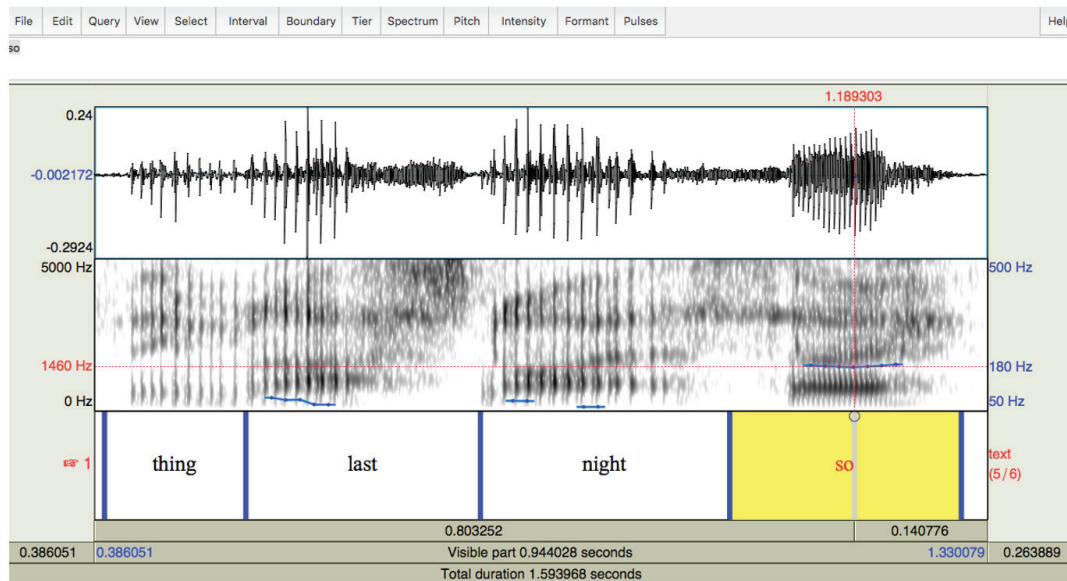 File Edit Query View Select Interval Boundary Tier Spectrum Pitch Intensity Formant Pulses
so
1.189303
0.24
-0.002172
-0.2924
5000 Hz 500 Hz
1460 Hz 180 Hz
0 Hz 50 Hz
☞ 1 thing last night so text
(5/6)
0.803252 0.140776
0.386051 0.386051 Visible part 0.944028 seconds 1.330079 0.263889
Total duration 1.593968 seconds